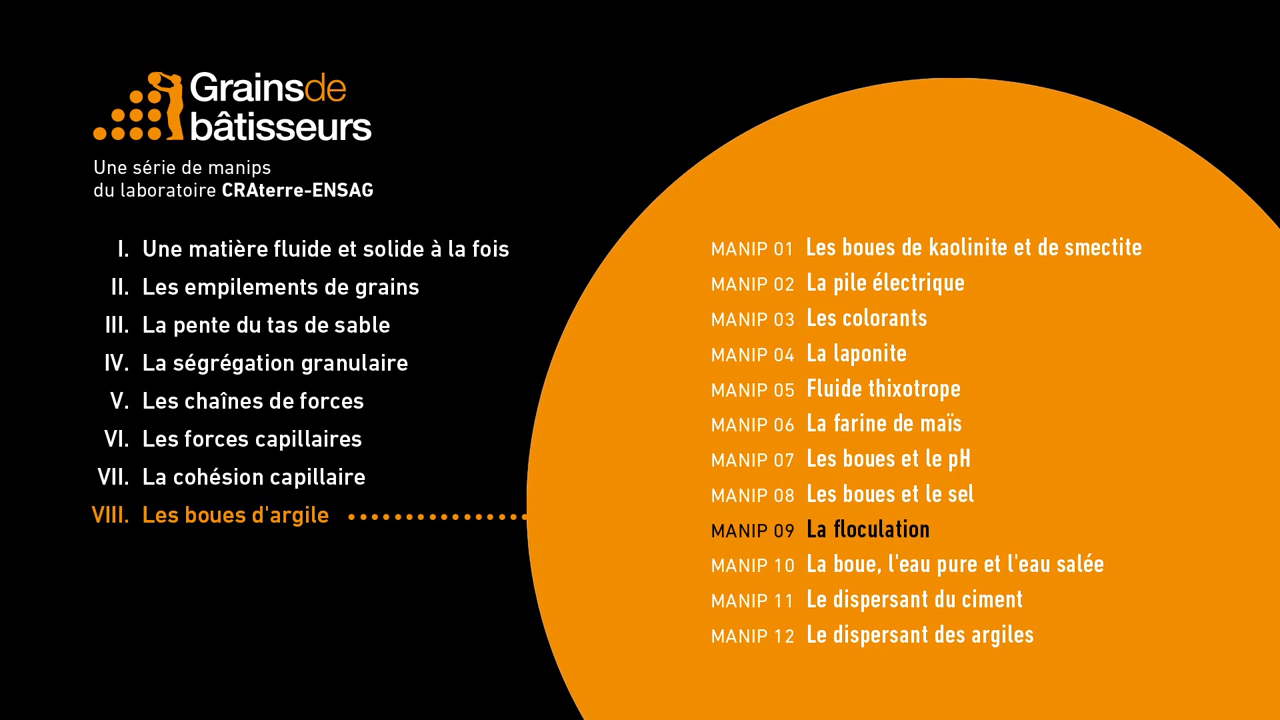 Grainsde
bâtisseurs
Une série de manips
du laboratoire CRAterre-ENSAG
I. Une matière fluide et solide à la fois
II. Les empilements de grains
III. La pente du tas de sable
IV. La ségrégation granulaire
V. Les chaînes de forces
VI. Les forces capillaires
VII. La cohésion capillaire
VIII. Les boues d'argile
MANIP 01 Les boues de kaolinite et de smectite
MANIP 02 La pile électrique
MANIP 03 Les colorants
MANIP 04 La laponite
MANIP 05 Fluide thixotrope
MANIP 06 La farine de maïs
MANIP 07 Les boues et le pH
MANIP 08 Les boues et le sel
MANIP 09 La floculation
MANIP 10 La boue, l'eau pure et l'eau salée
MANIP 11 Le dispersant du ciment
MANIP 12 Le dispersant des argiles